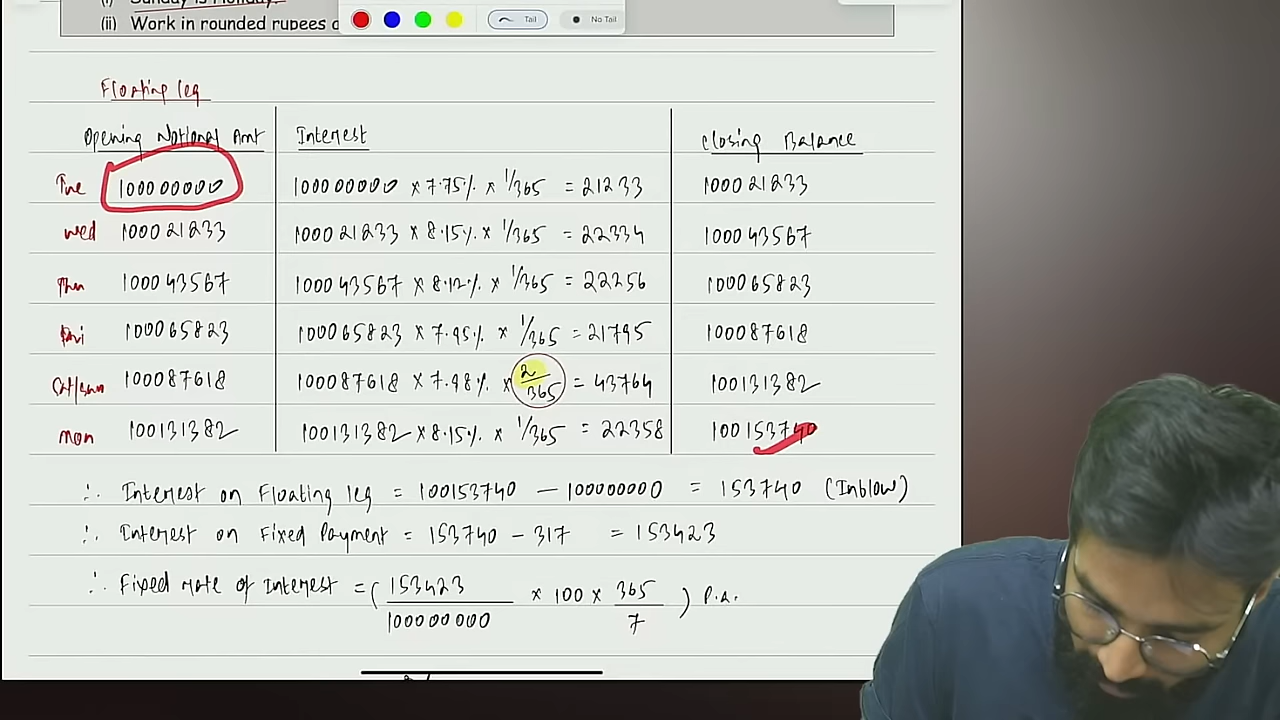 (i) Sunday is Monday.
(ii) Work in rounded rupees a
Tail
No Tail
Floating leg
Opening Notional Amt Interest Closing Balance
Tue 100000000 100000000 × 7.75% × 1/365 = 21233 100021233
wed 100021233 100021233 × 8.15% × 1/365 = 22334 100043567
Thu 100043567 100043567 × 8.12% × 1/365 = 22256 100065823
Fri 100065823 100065823 × 7.95% × 1/365 = 21795 100087618
Sat/sun 100087618 100087618 × 7.98% × 2/365 = 43764 100131382
mon 100131382 100131382 × 8.15% × 1/365 = 22358 100153740
∴ Interest on Floating leg = 100153740 — 100000000 = 153740 (Inflow)
∴ Interest on Fixed Payment = 153740 - 317 = 153423
∴ Fixed rate of Interest = ( 153423/100000000 × 100 × 365/7 ) P.a.